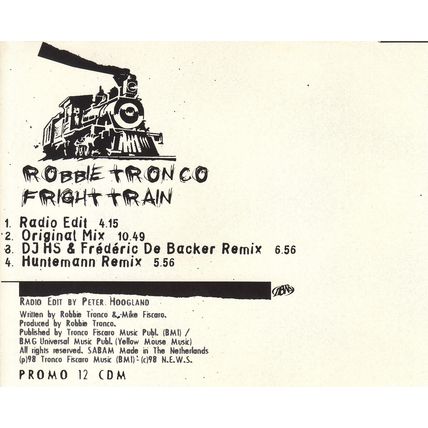 ROBBIE TRONCO
FRIGHT TRAIN
1. Radio Edit 4.15
2. Original Mix 10.49
3. DJ HS & Frédéric De Backer Remix 6.56
4. Huntemann Remix 5.56
RADIO EDIT BY PETER HOOGLAND
Written by Robbie Tronco & Mike Fiscaro.
Produced by Robbie Tronco.
Published by Tronco Fiscaro Music Publ. (BMI) /
BMG Universal Music Publ. (Yellow Mouse Music)
All rights reserved. SABAM Made in The Netherlands
(p)98 Tronco Fiscaro Music (BMI) - (c)98 N.E.W.S.
PROMO 12 CDM